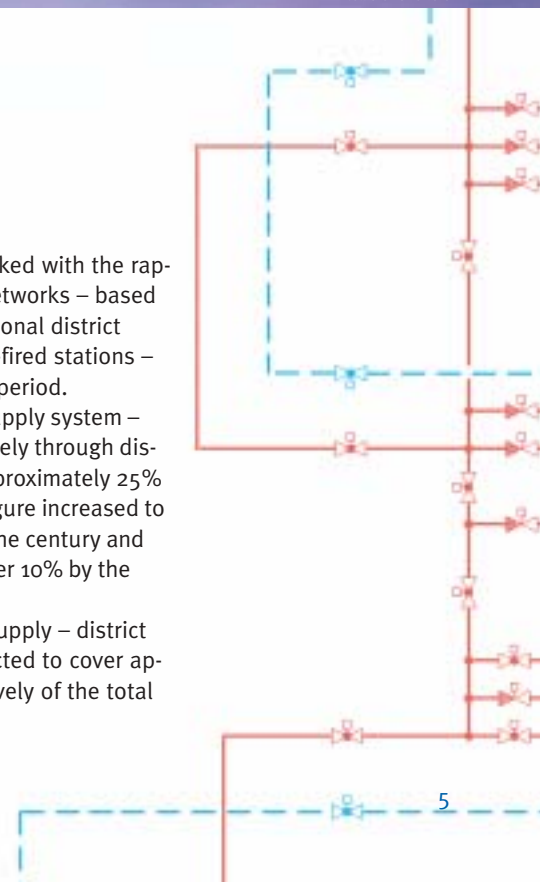 ked with the rap-
etworks – based
onal district
fired stations –
period.
upply system –
ely through dis-
proximately 25%
gure increased to
he century and
er 10% by the
upply – district
cted to cover ap-
vely of the total
5